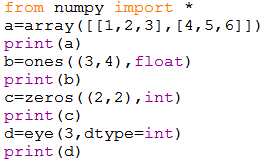 from numpy import *
a=array([[1,2,3],[4,5,6]])
print(a)
b=ones((3,4),float)
print(b)
c=zeros((2,2),int)
print(c)
d=eye(3,dtype=int)
print(d)